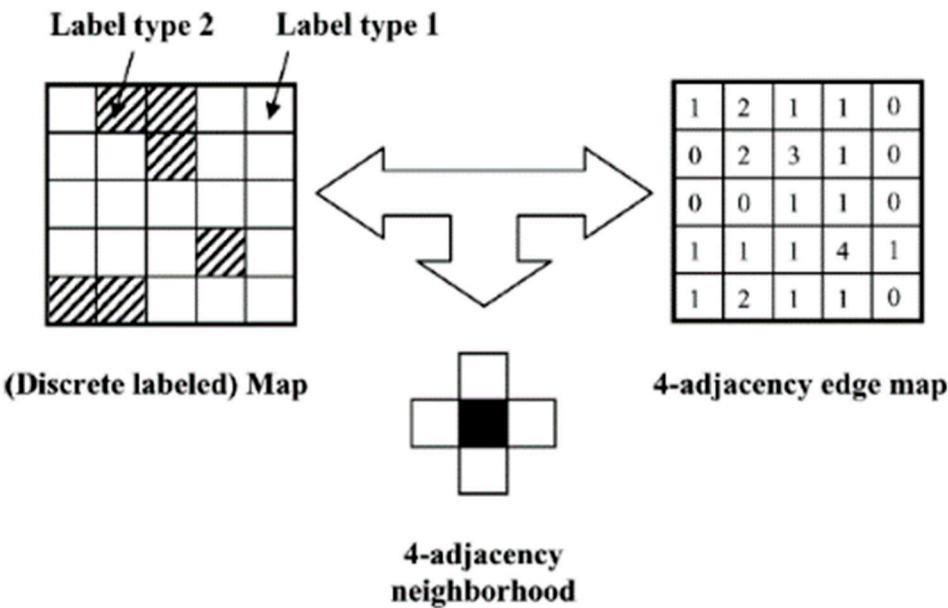 Label type 2 Label type 1
1 2 1 1 0
0 2 3 1 0
0 0 1 1 0
1 1 1 4 1
1 2 1 1 0
(Discrete labeled) Map
4-adjacency edge map
4-adjacency
neighborhood